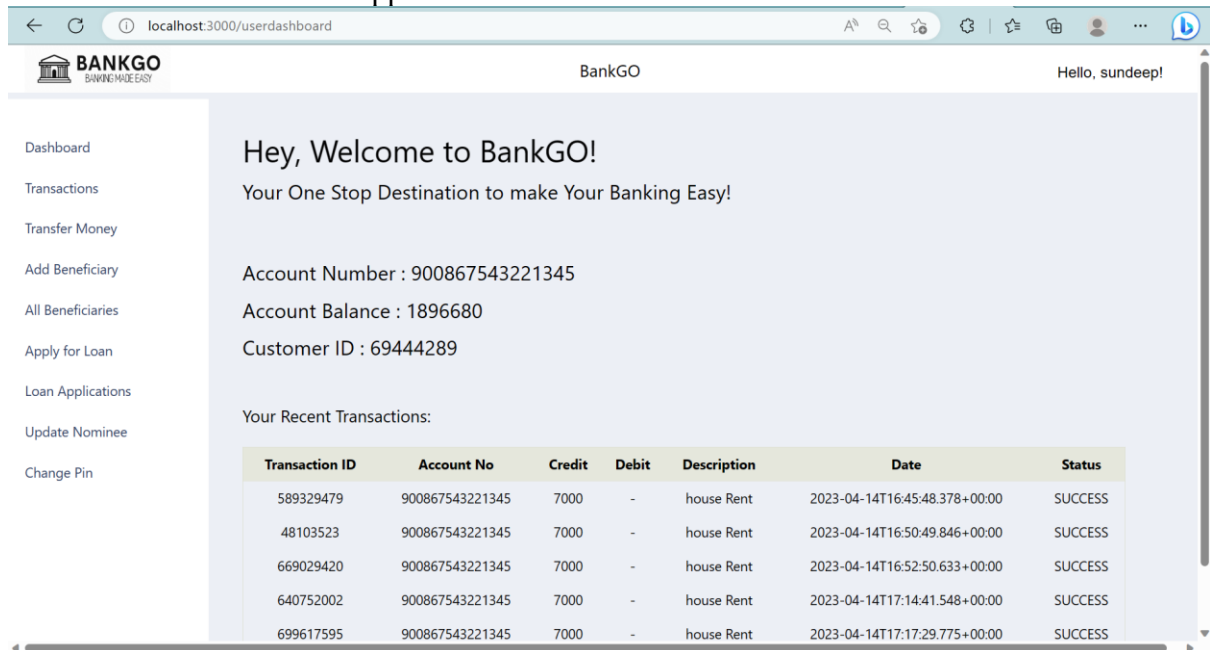 localhost:3000/userdashboard
BANKGO
BANKING MADE EASY
BankGO
Hello, sundeep!
Dashboard
Transactions
Transfer Money
Add Beneficiary
All Beneficiaries
Apply for Loan
Loan Applications
Update Nominee
Change Pin
Hey, Welcome to BankGO!
Your One Stop Destination to make Your Banking Easy!
Account Number : 900867543221345
Account Balance : 1896680
Customer ID : 69444289
Your Recent Transactions:
Transaction ID Account No Credit Debit Description Date Status
589329479 900867543221345 7000 - house Rent 2023-04-14T16:45:48.378+00:00 SUCCESS
48103523 900867543221345 7000 - house Rent 2023-04-14T16:50:49.846+00:00 SUCCESS
669029420 900867543221345 7000 - house Rent 2023-04-14T16:52:50.633+00:00 SUCCESS
640752002 900867543221345 7000 - house Rent 2023-04-14T17:14:41.548+00:00 SUCCESS
699617595 900867543221345 7000 - house Rent 2023-04-14T17:17:29.775+00:00 SUCCESS